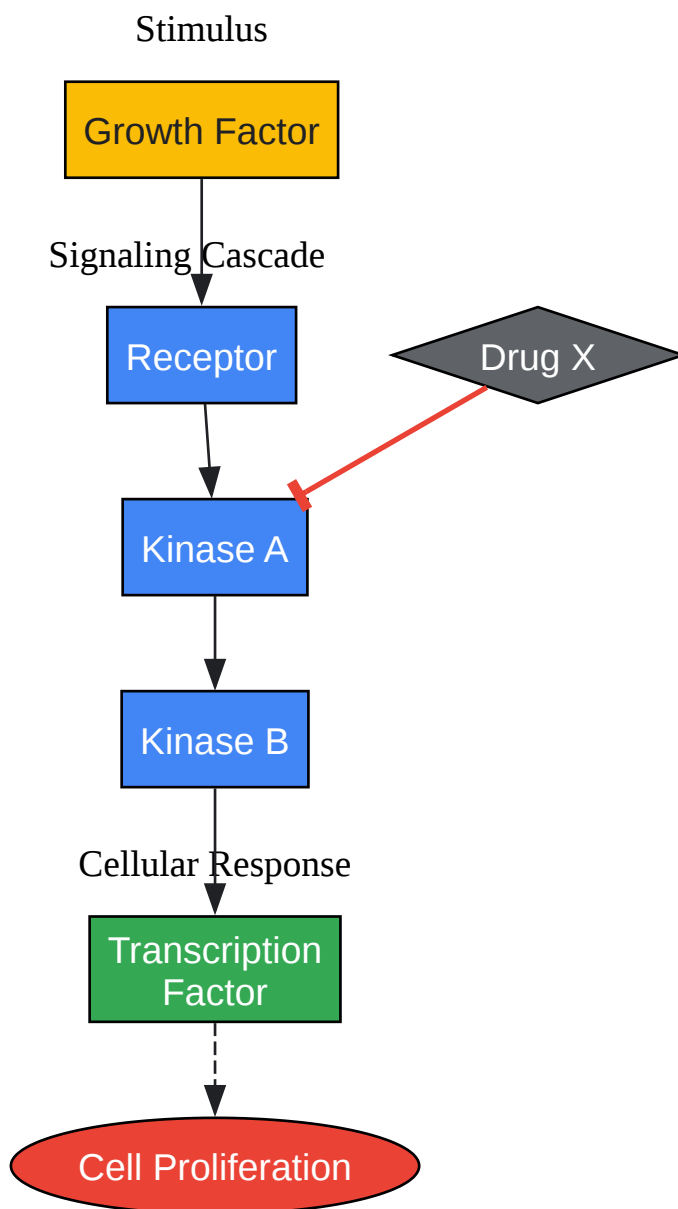 Stimulus
Growth Factor
Signaling Cascade
Receptor
Drug X
Kinase A
Kinase B
Cellular Response
Transcription
Factor
Cell Proliferation